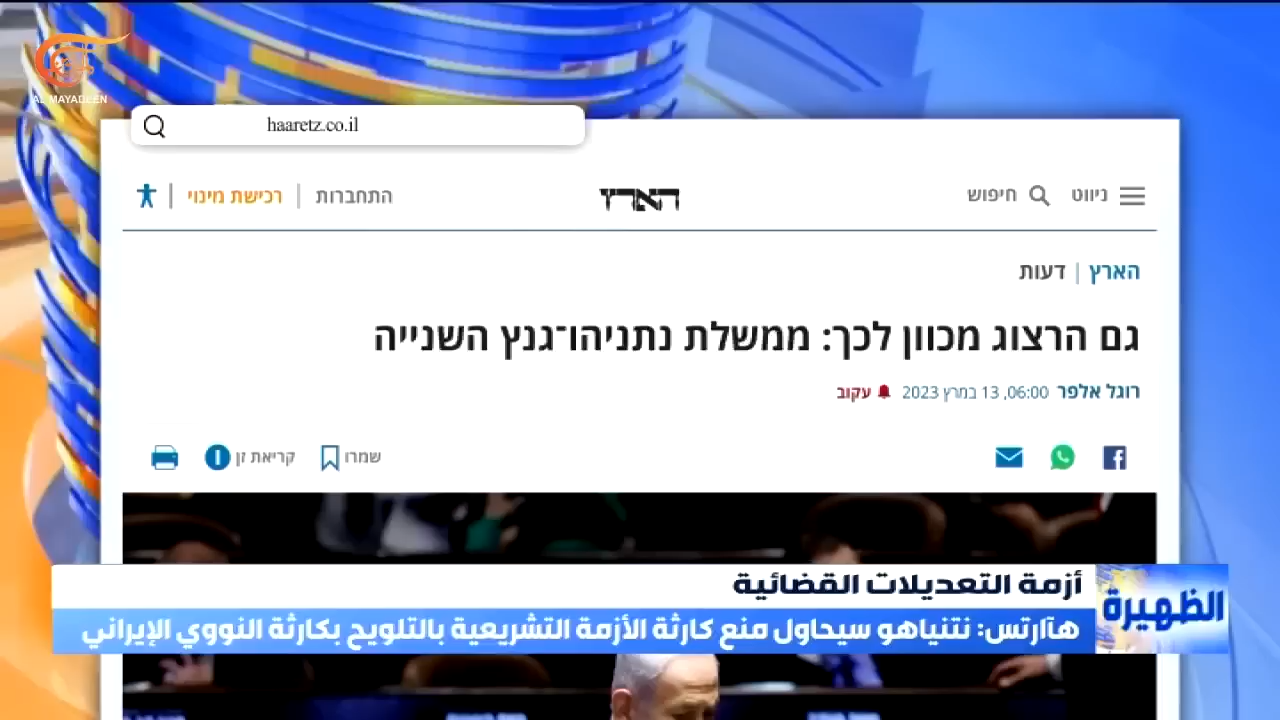 AL MAYADEEN
haaretz.co.il
ניווט חיפוש הארץ התחברות | רכישת מינוי |
הארץ | דעות
גם הרצוג מכוון לכך: ממשלת נתניהו־גנץ השנייה
רוגל אלפר 06:00, 13 במרץ 2023 עקוב
שמרו קריאת זן
أزمة التعديلات القضائية
الظهيرة
هآارتس: نتنياهو سيحاول منع كارثة الأزمة التشريعية بالتلويح بكارثة النووي الإيراني